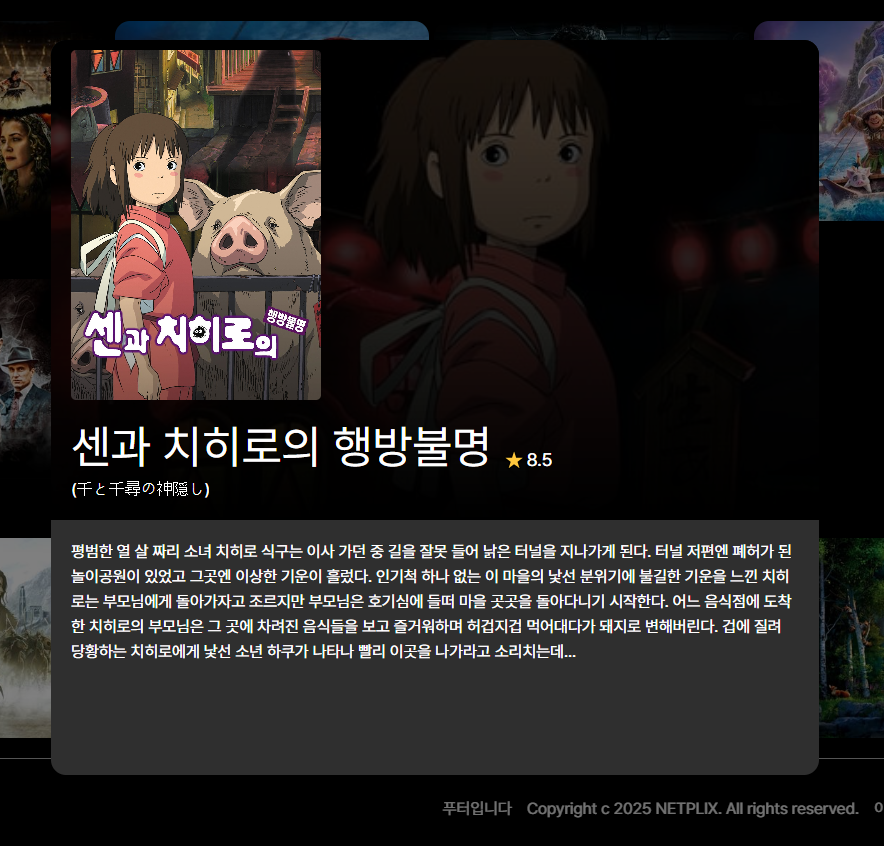 센과 치히로의
행방불명
센과 치히로의 행방불명 ★ 8.5
(千と千尋の神隠し)
평범한 열 살 짜리 소녀 치히로 식구는 이사 가던 중 길을 잘못 들어 낡은 터널을 지나가게 된다. 터널 저편엔 폐허가 된
놀이공원이 있었고 그곳엔 이상한 기운이 흘렀다. 인기척 하나 없는 이 마을의 낯선 분위기에 불길한 기운을 느낀 치히
로는 부모님에게 돌아가자고 조르지만 부모님은 호기심에 들떠 마을 곳곳을 돌아다니기 시작한다. 어느 음식점에 도착
한 치히로의 부모님은 그 곳에 차려진 음식들을 보고 즐거워하며 허겁지겁 먹어대다가 돼지로 변해버린다. 겁에 질려
당황하는 치히로에게 낯선 소년 하쿠가 나타나 빨리 이곳을 나가라고 소리치는데...
푸터입니다 Copyright c 2025 NETPLIX. All rights reserved.